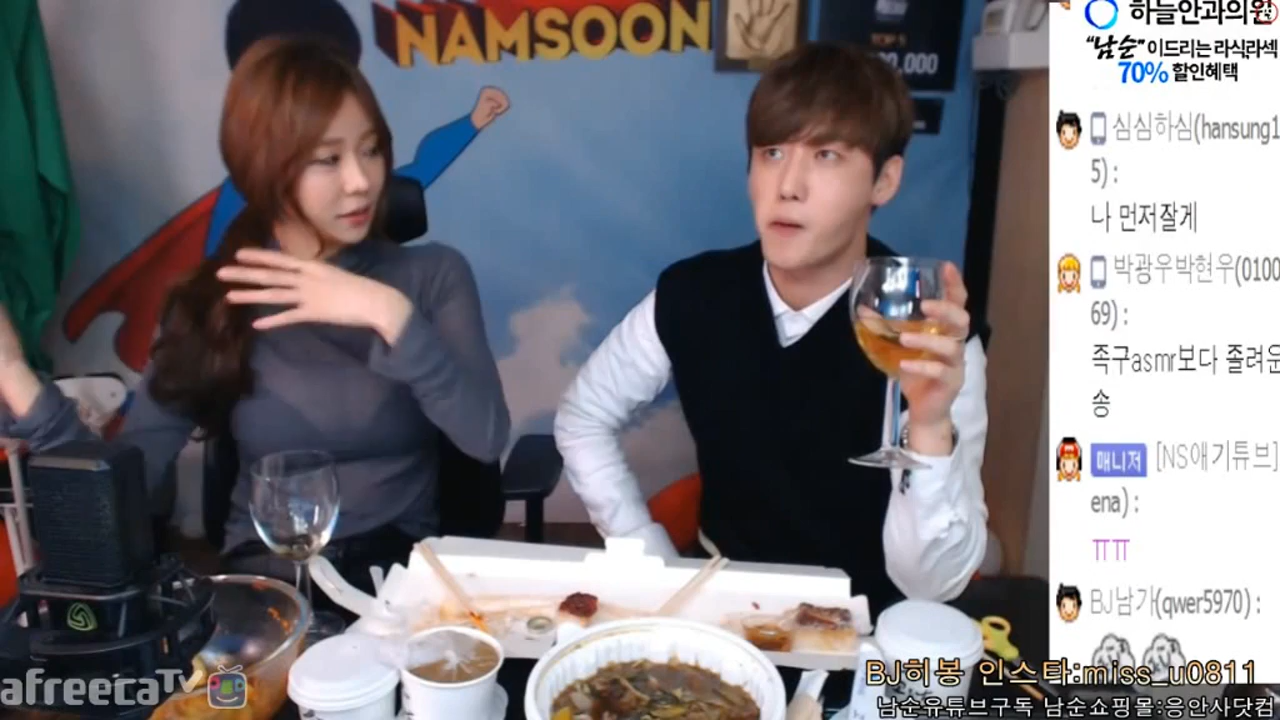 NAMSOON
TOP 5
하늘안과의원
"남순"이드리는 라식라섹
70% 할인혜택
심심하심(hansung1
5) :
나 먼저잘게
박광우박현우(0100
69) :
족구asmr보다 졸려운
송
매니저 [NS애기튜브]
ena) :
ㅠㅠ
BJ남가(qwer5970) :
BJ히봉 인스타:miss_u0811
남순유튜브구독 남순쇼핑몰:응안사닷컴
afreecaTV